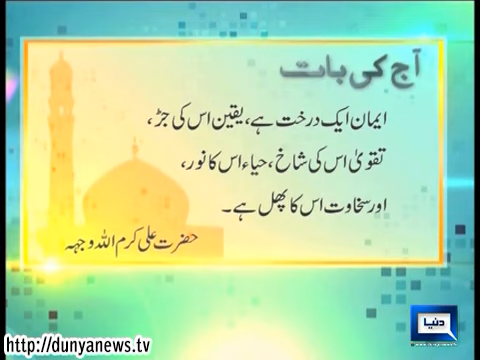 آج کی بات
ایمان ایک درخت ہے، یقین اس کی جڑ،
تقویٰ اس کی شاخ، حیاء اس کا نور،
اور سخاوت اس کا پھل ہے۔
حضرت علی کرم اللہ وجہہ
دنیا
http://dunyanews.tv